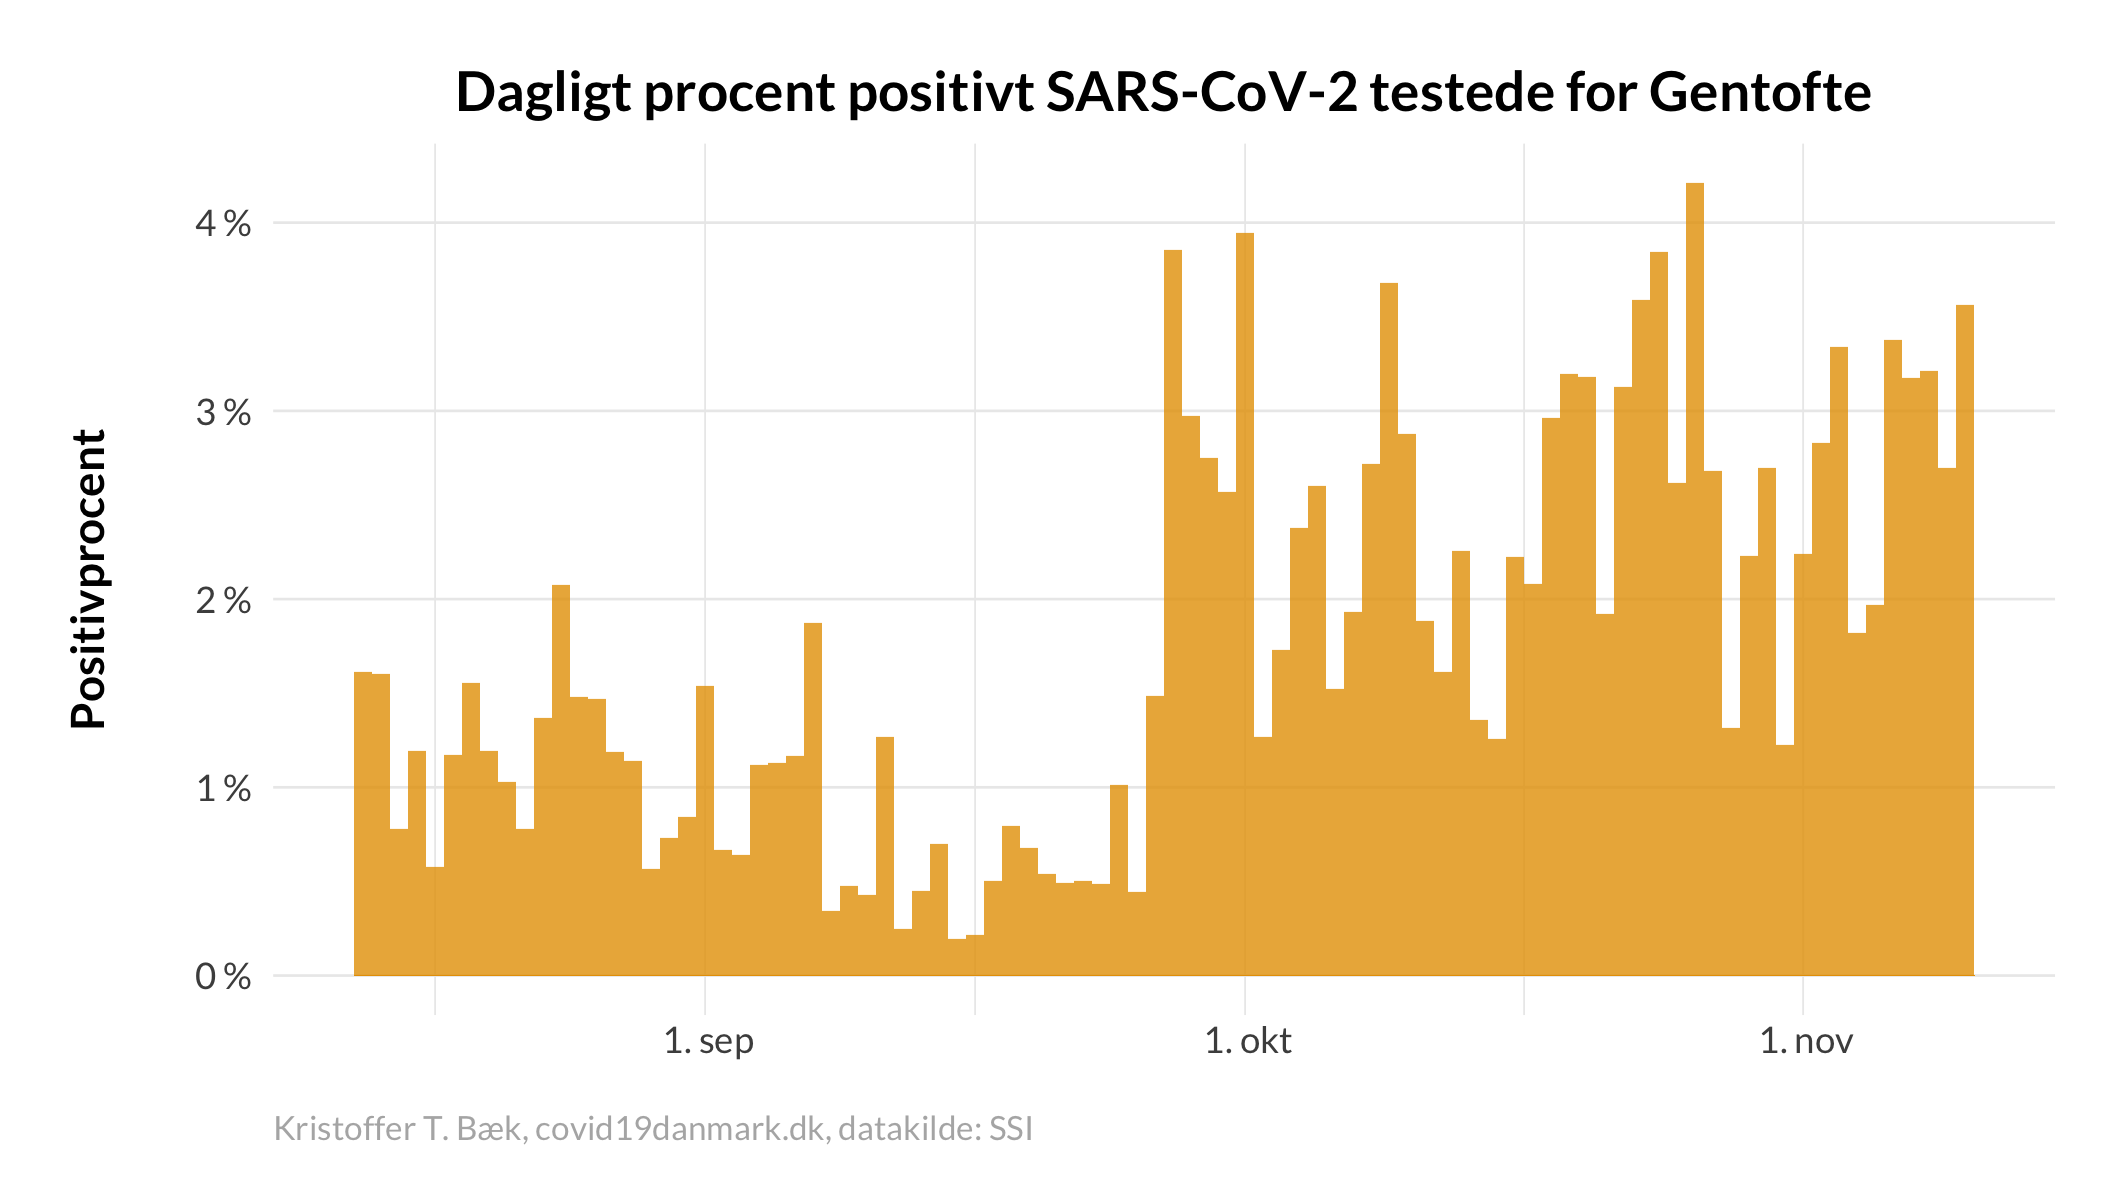 Dagligt procent positivt SARS-CoV-2 testede for Gentofte
Positivprocent
4 %
3 %
2 %
1 %
0 %
1. sep
1. okt
1. nov
Kristoffer T. Bæk, covid19danmark.dk, datakilde: SSI